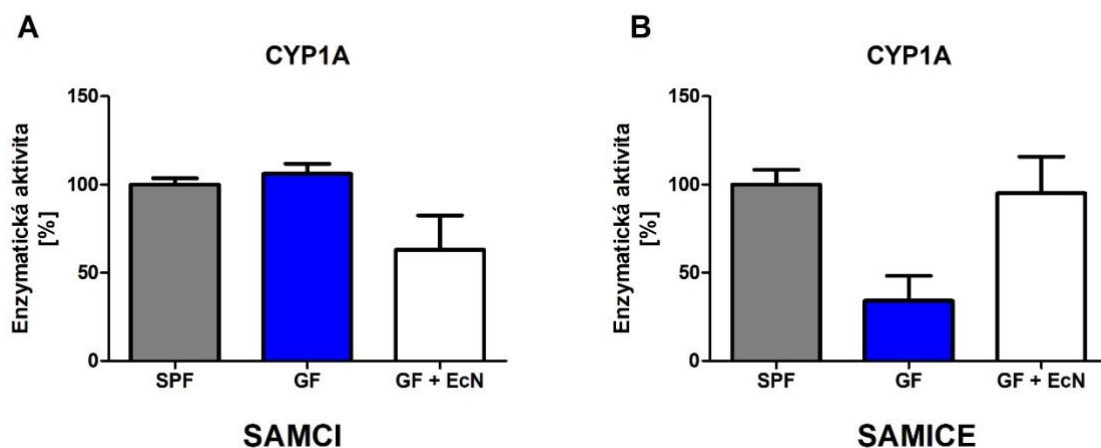 A
CYP1A
Enzymatická aktivita
[%]
150
100
50
0
SPF
GF
GF + EcN
SAMCI
B
CYP1A
Enzymatická aktivita
[%]
150
100
50
0
SPF
GF
GF + EcN
SAMICE